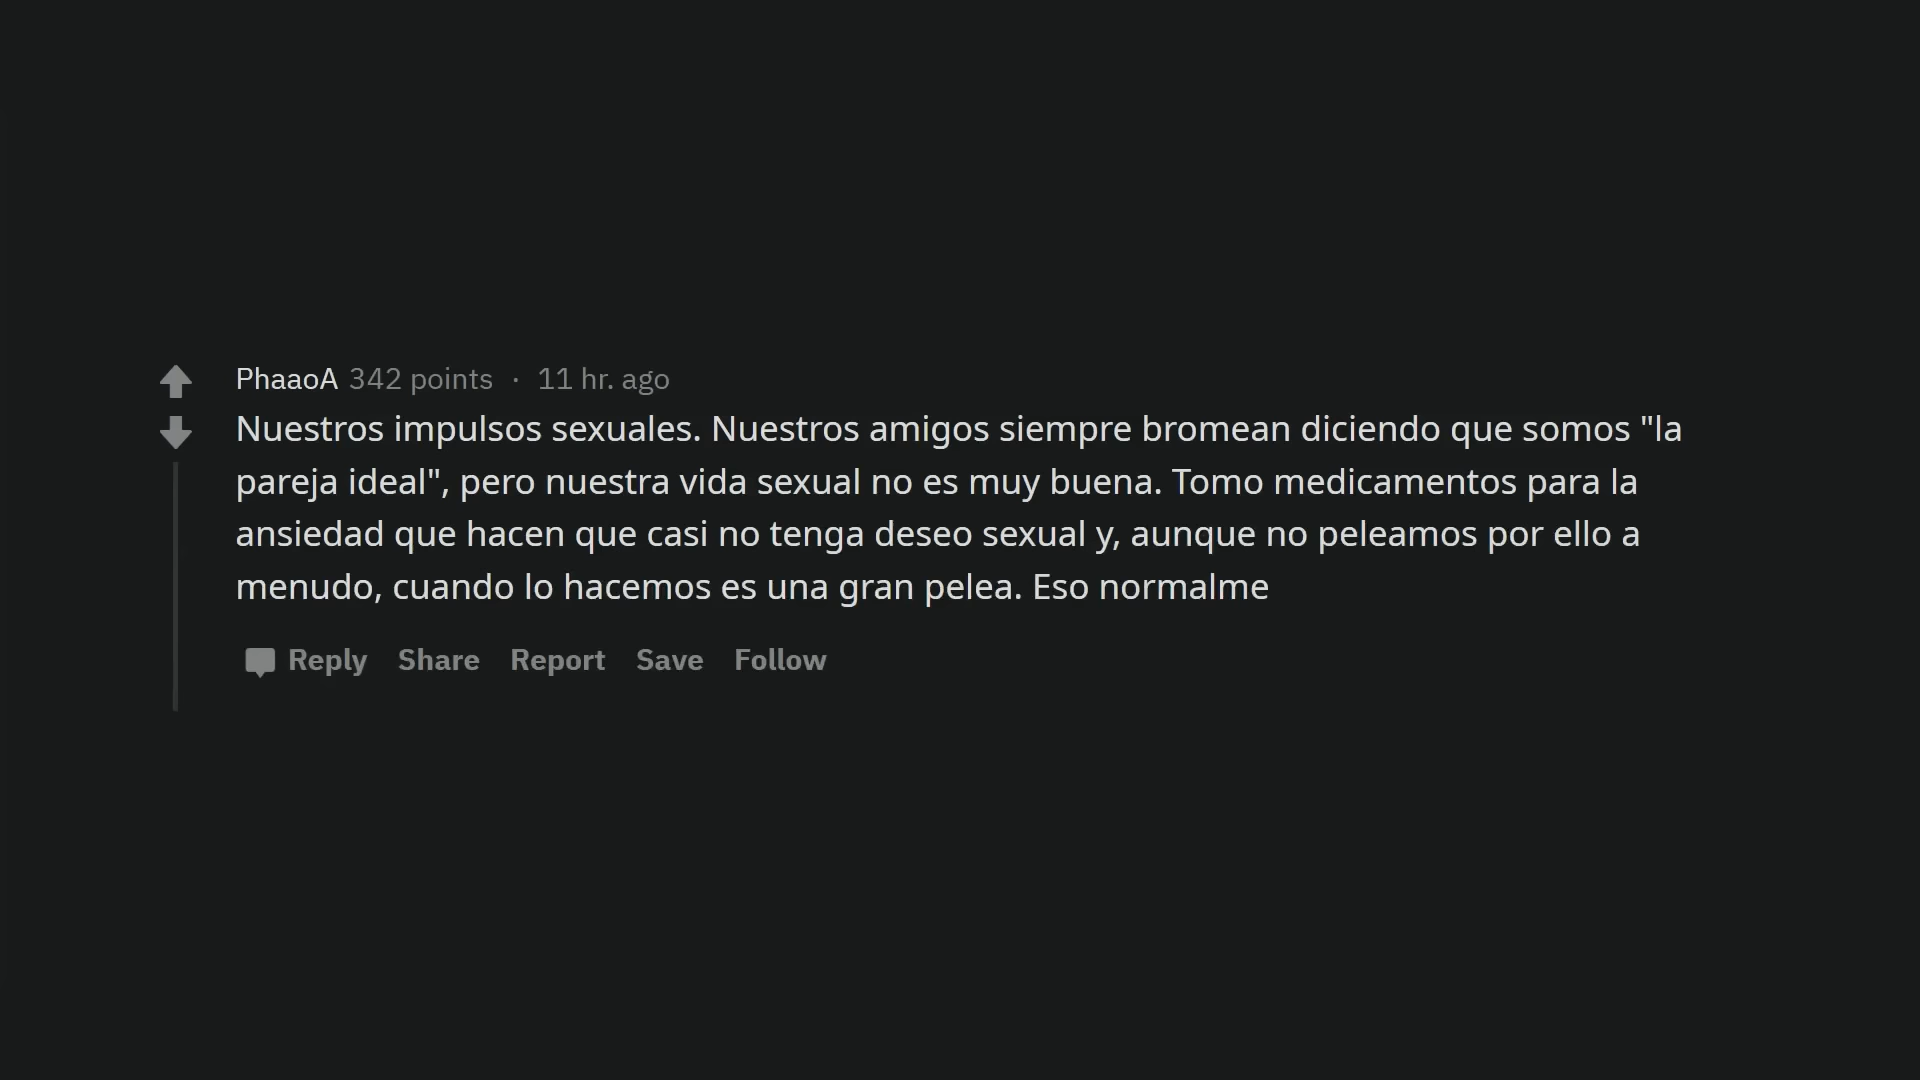 PhaaoA 342 points · 11 hr. ago
Nuestros impulsos sexuales. Nuestros amigos siempre bromean diciendo que somos "la
pareja ideal", pero nuestra vida sexual no es muy buena. Tomo medicamentos para la
ansiedad que hacen que casi no tenga deseo sexual y, aunque no peleamos por ello a
menudo, cuando lo hacemos es una gran pelea. Eso normalme
Reply Share Report Save Follow